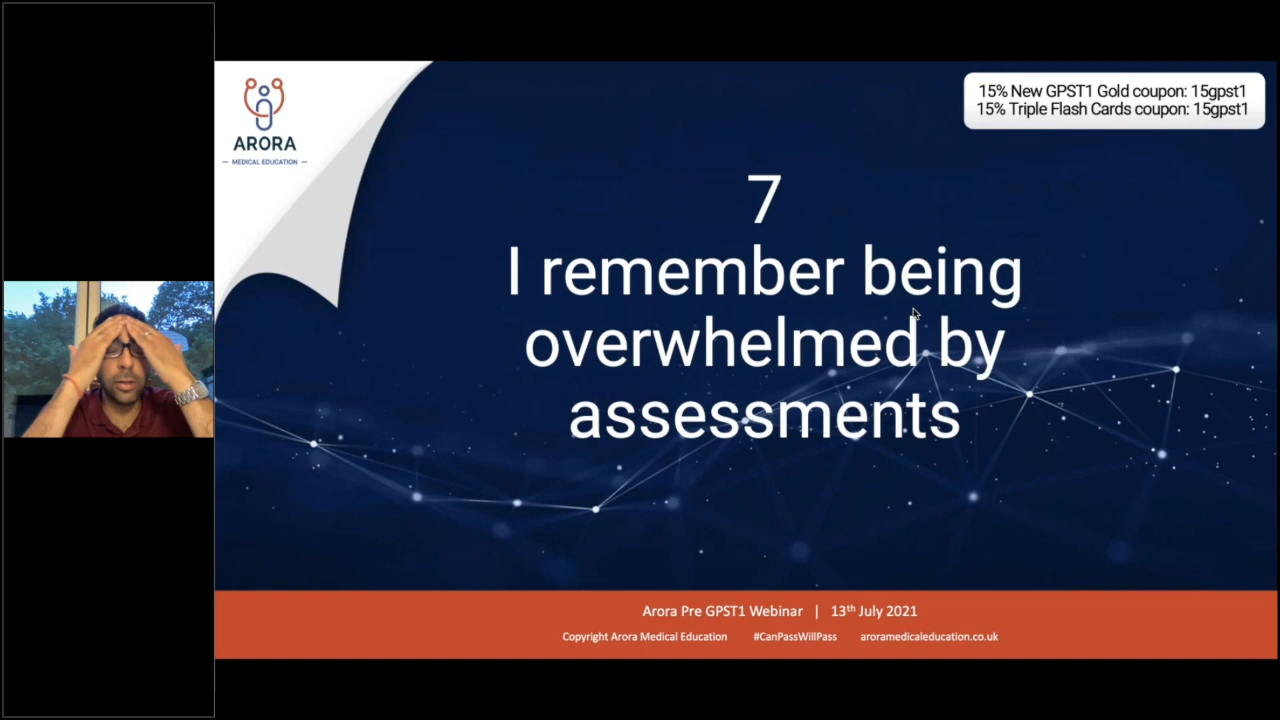 ARORA
— MEDICAL EDUCATION —
15% New GPST1 Gold coupon: 15gpst1
15% Triple Flash Cards coupon: 15gpst1
7
I remember being
overwhelmed by
assessments
Arora Pre GPST1 Webinar | 13th July 2021
Copyright Arora Medical Education #CanPassWillPass aroramedicaleducation.co.uk